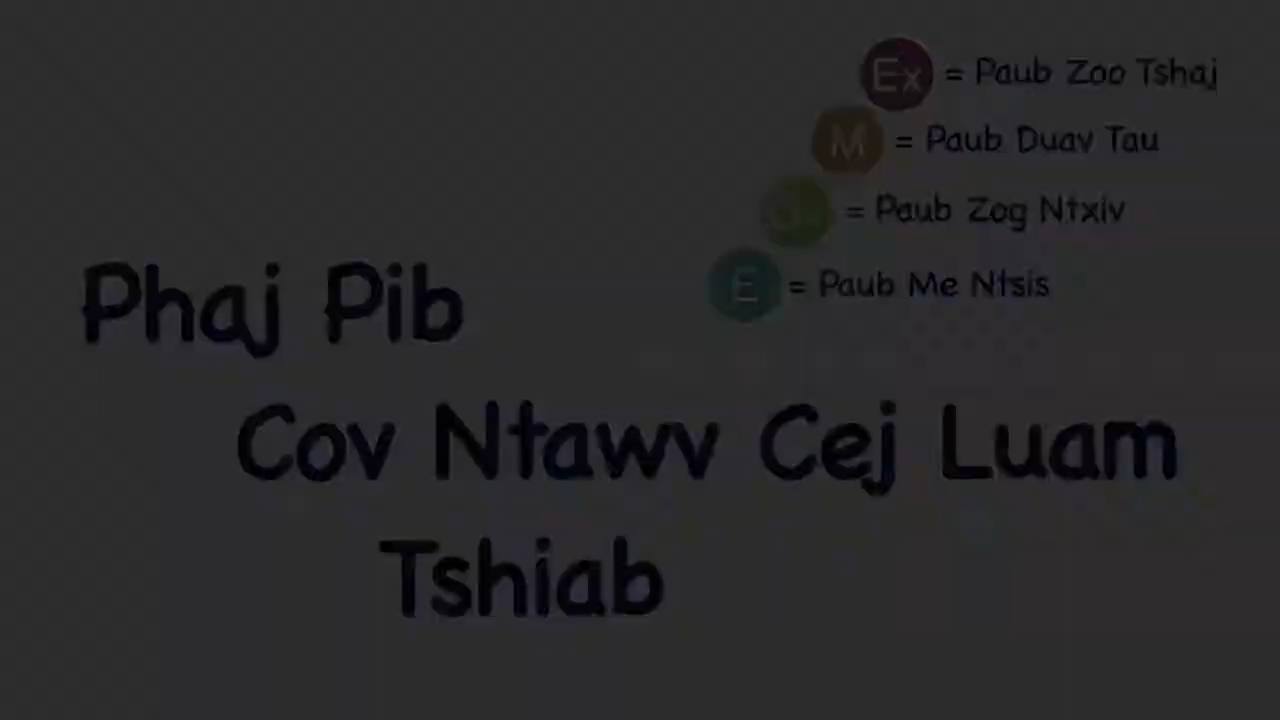 Ex = Paub Zoo Tshaj
M = Paub Duav Tau
= Paub Zog Ntxiv
E = Paub Me Ntsis
Phaj Pib
Cov Ntawv Cej Luam
Tshiab